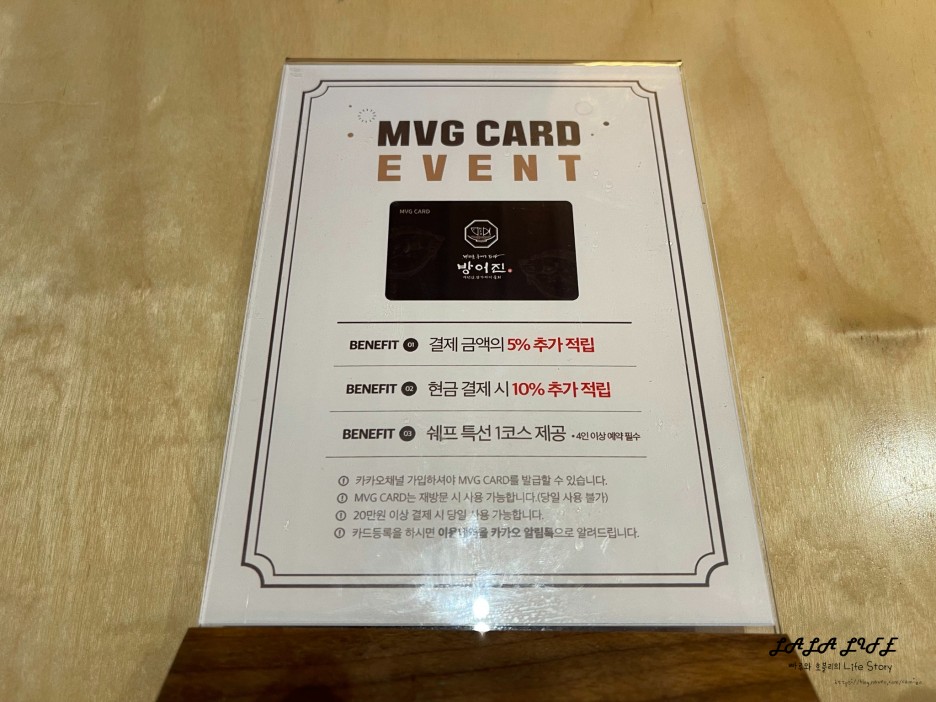 MVG CARD
EVENT
MVG CARD
방어진
BENEFIT 01 결제 금액의 5% 추가 적립
BENEFIT 02 현금 결제 시 10% 추가 적립
BENEFIT 03 쉐프 특선 1코스 제공 • 4인 이상 예약 필수
카카오채널 가입하셔야 MVG CARD를 발급할 수 있습니다.
MVG CARD는 재방문 시 사용 가능합니다.(당일 사용 불가)
20만원 이상 결제 시 당일 사용 가능합니다.
카드등록을 하시면 이용내역을 카카오 알림톡으로 알려드립니다.
LALA LIFE
Life Story